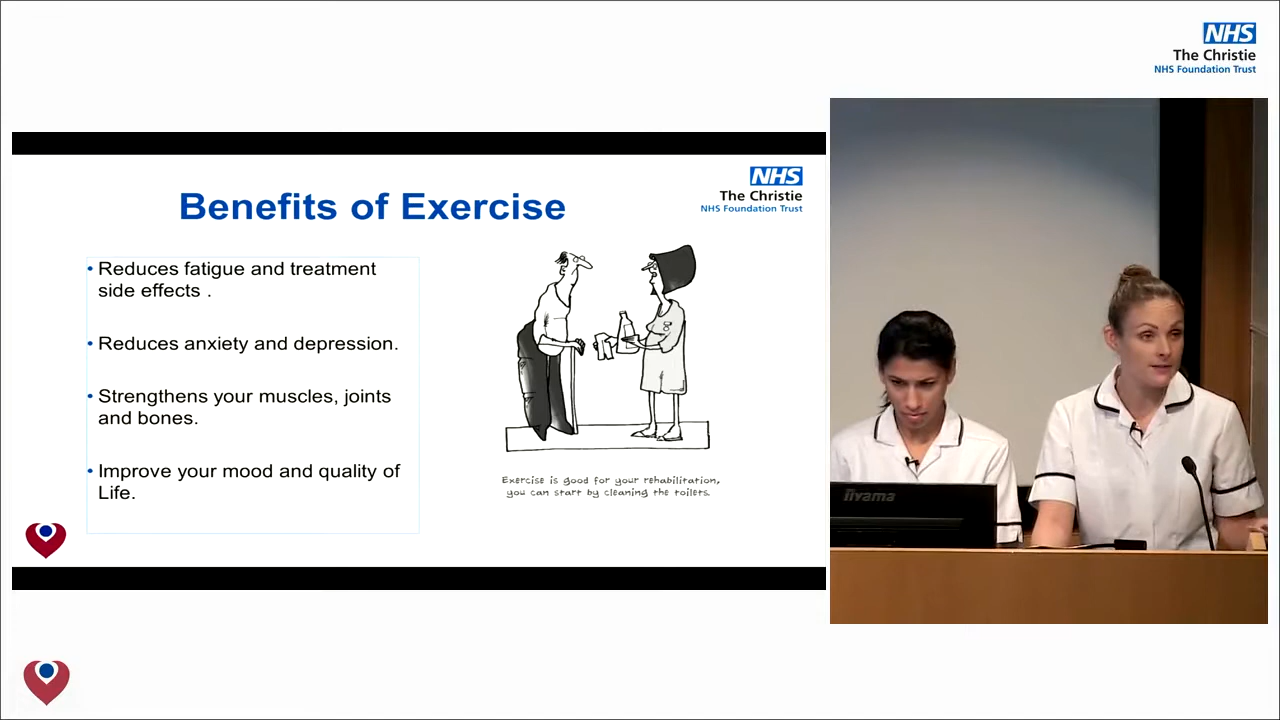 NHS
The Christie
NHS Foundation Trust
Benefits of Exercise
NHS
The Christie
NHS Foundation Trust
• Reduces fatigue and treatment
side effects .
• Reduces anxiety and depression.
• Strengthens your muscles, joints
and bones.
• Improve your mood and quality of
Life.
Exercise is good for your rehabilitation,
you can start by cleaning the toilets.
iiyama